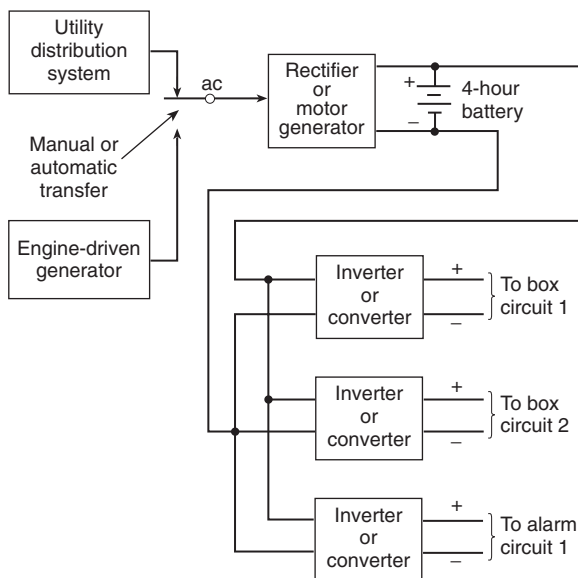 Utility
distribution
system
ac
Rectifier
or
motor
generator
+
–
4-hour
battery
Manual or
automatic
transfer
Engine-driven
generator
Inverter
or
converter
+
–
To box
circuit 1
Inverter
or
converter
+
–
To box
circuit 2
Inverter
or
converter
+
–
To alarm
circuit 1